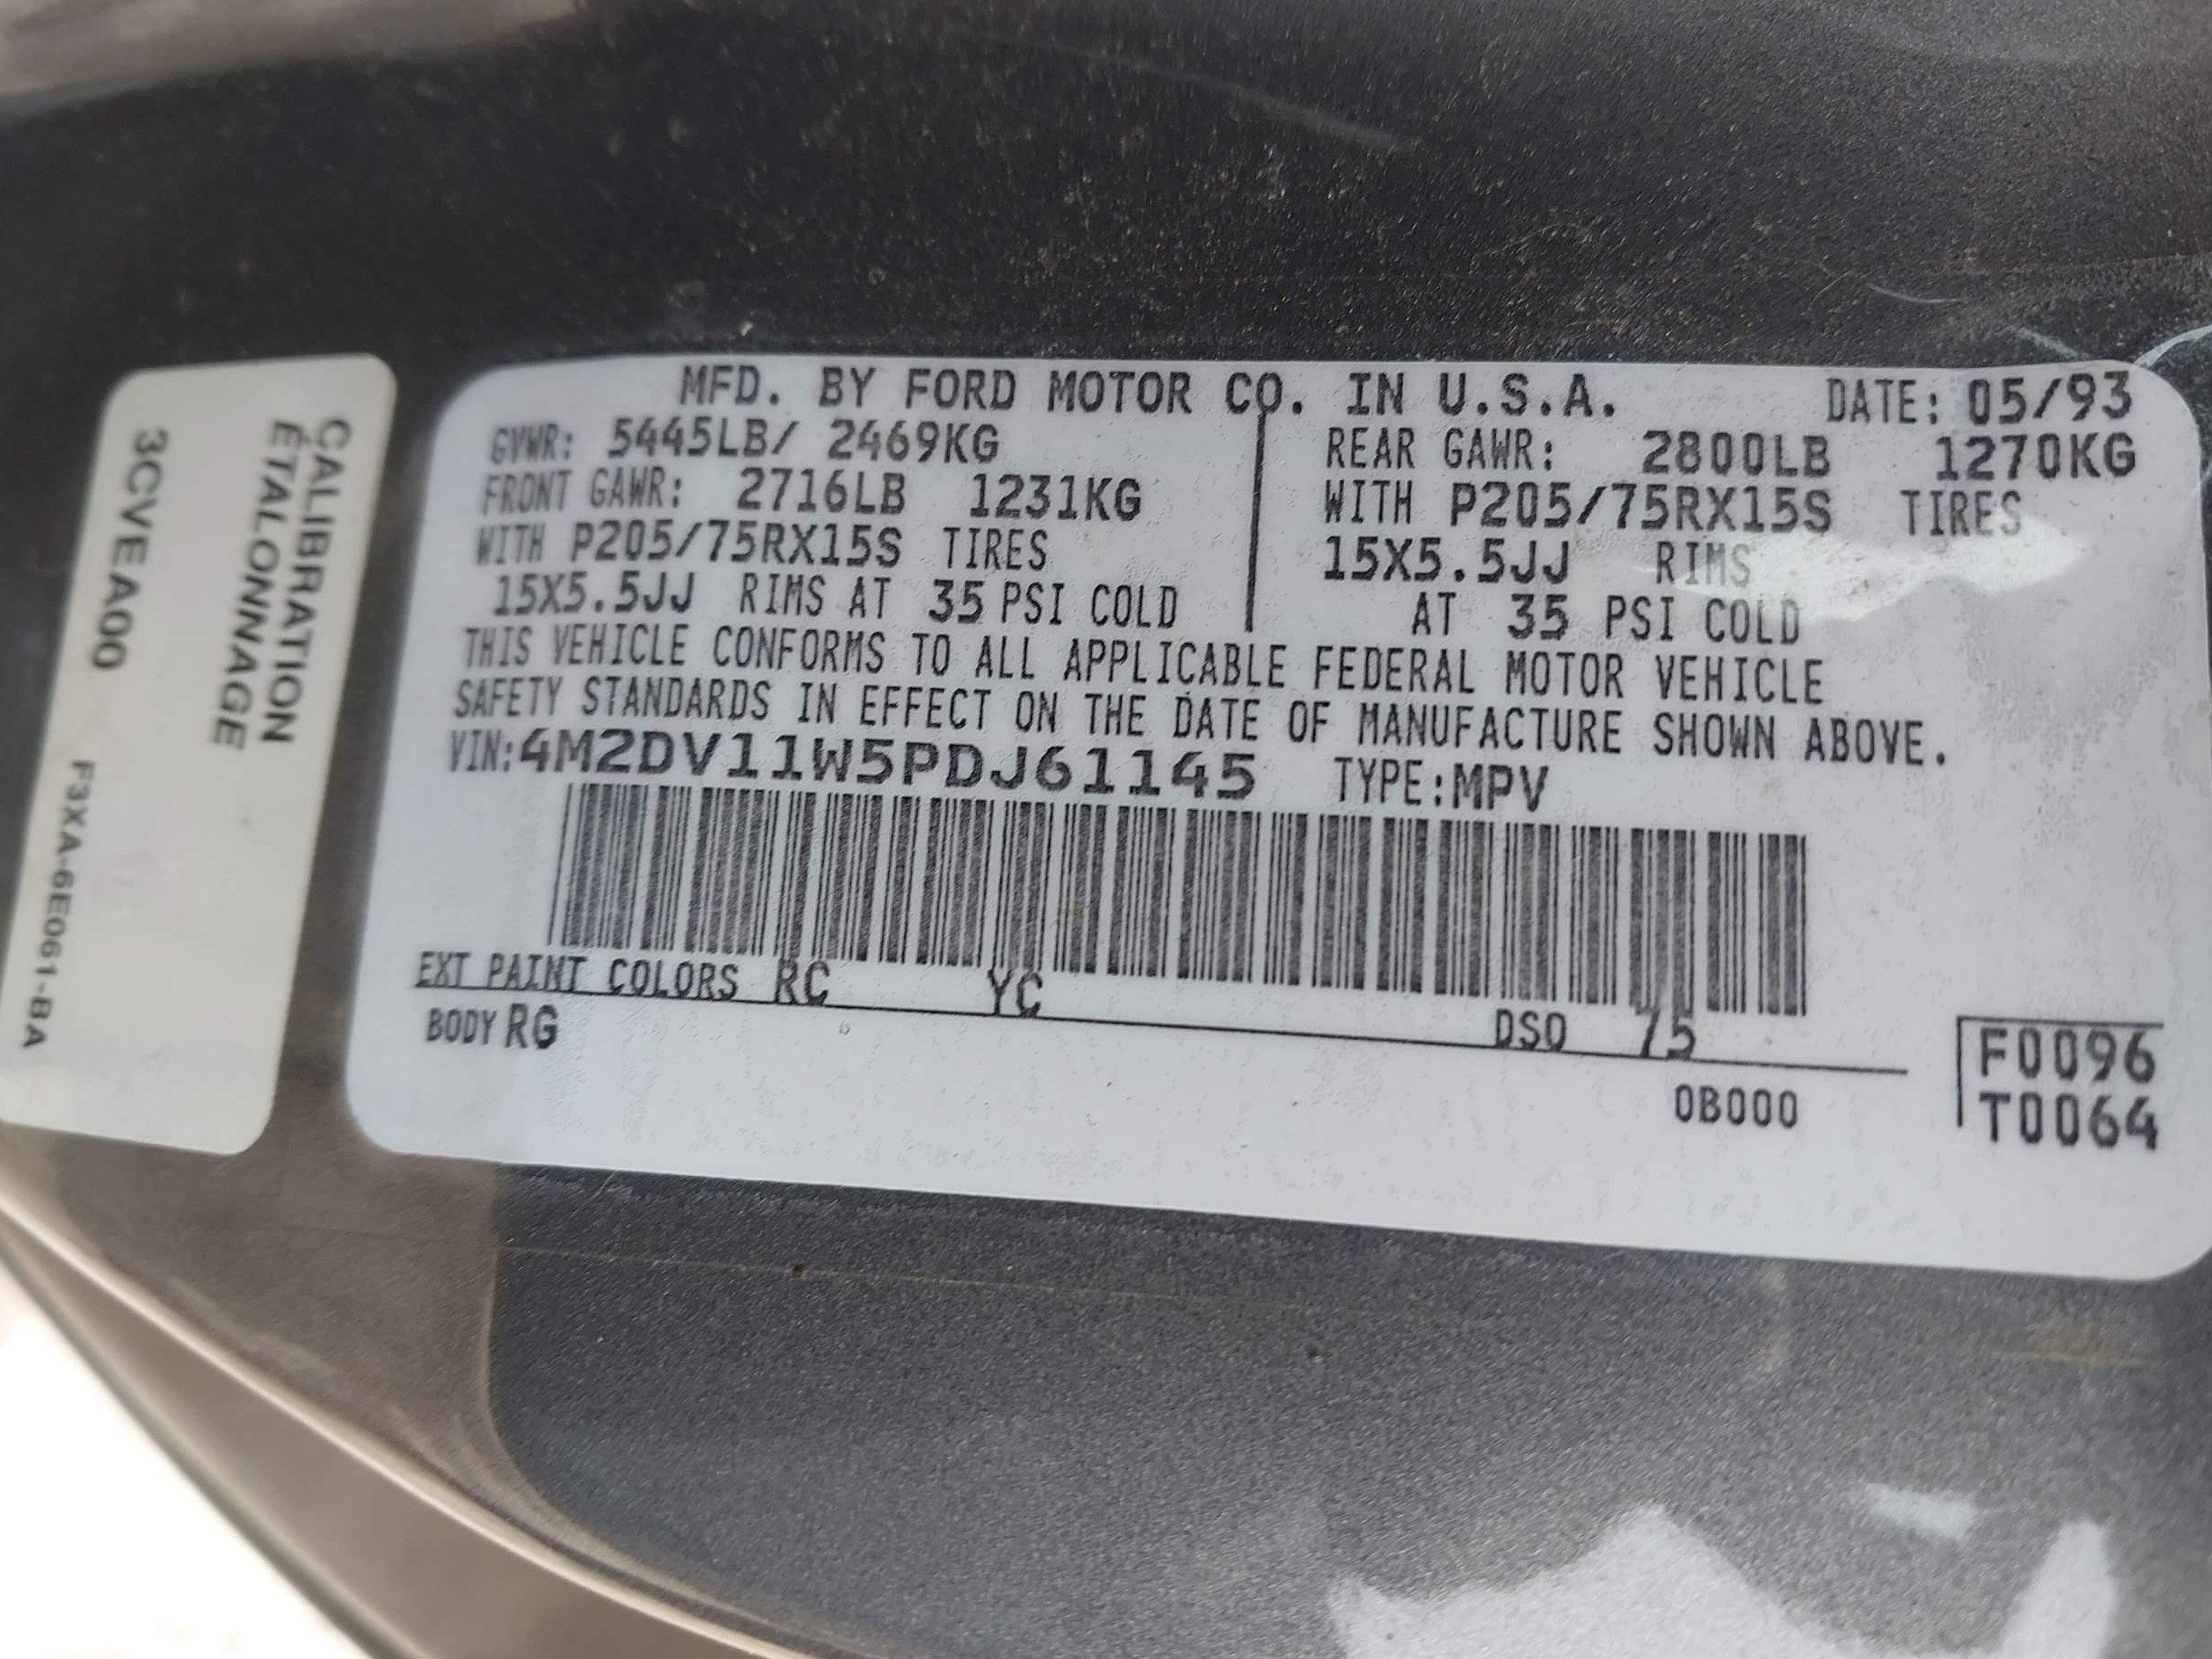 CALIBRATION
ÉTALONNAGE
3CVEA00 F3XA-6E061-BA
MFD. BY FORD MOTOR CO. IN U.S.A. DATE: 05/93
GVWR: 5445LB/ 2469KG
FRONT GAWR: 2716LB 1231KG
WITH P205/75RX15S TIRES
15X5.5JJ RIMS AT 35 PSI COLD
REAR GAWR: 2800LB 1270KG
WITH P205/75RX15S TIRES
15X5.5JJ RIMS
AT 35 PSI COLD
THIS VEHICLE CONFORMS TO ALL APPLICABLE FEDERAL MOTOR VEHICLE
SAFETY STANDARDS IN EFFECT ON THE DATE OF MANUFACTURE SHOWN ABOVE.
VIN:4M2DV11W5PDJ61145 TYPE:MPV
EXT PAINT COLORS RC YC DSO 75
BODY RG 0B000
F0096
T0064